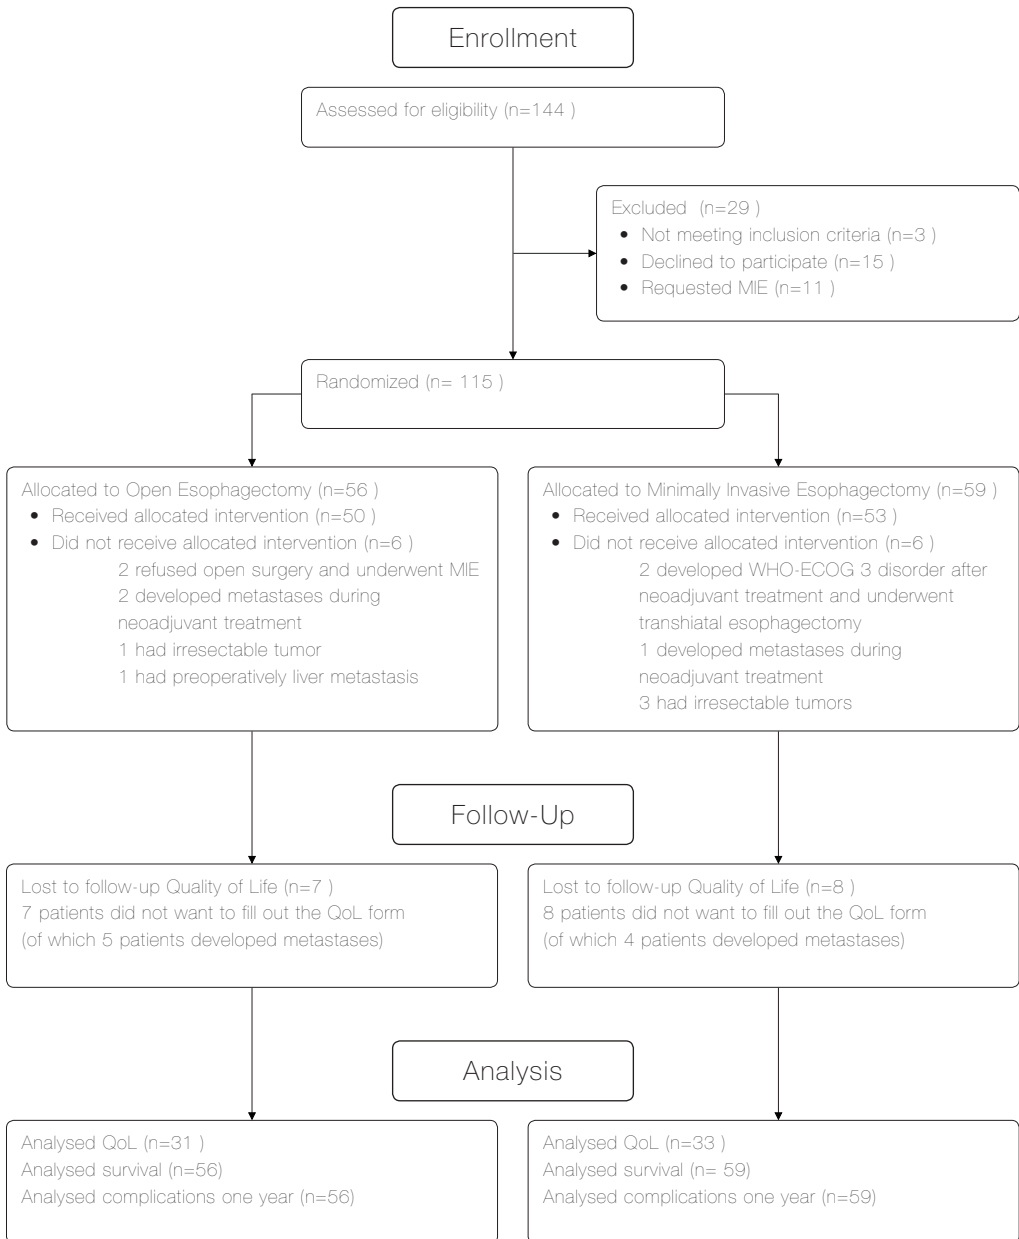 Enrollment
Assessed for eligibility (n=144 )
Excluded (n=29 )
• Not meeting inclusion criteria (n=3 )
• Declined to participate (n=15 )
• Requested MIE (n=11 )
Randomized (n= 115 )
Allocated to Open Esophagectomy (n=56 )
• Received allocated intervention (n=50 )
• Did not receive allocated intervention (n=6 )
2 refused open surgery and underwent MIE
2 developed metastases during
neoadjuvant treatment
1 had irresectable tumor
1 had preoperatively liver metastasis
Allocated to Minimally Invasive Esophagectomy (n=59 )
• Received allocated intervention (n=53 )
• Did not receive allocated intervention (n=6 )
2 developed WHO-ECOG 3 disorder after
neoadjuvant treatment and underwent
transhiatal esophagectomy
1 developed metastases during
neoadjuvant treatment
3 had irresectable tumors
Follow-Up
Lost to follow-up Quality of Life (n=7 )
7 patients did not want to fill out the QoL form
(of which 5 patients developed metastases)
Lost to follow-up Quality of Life (n=8 )
8 patients did not want to fill out the QoL form
(of which 4 patients developed metastases)
Analysis
Analysed QoL (n=31 )
Analysed survival (n=56)
Analysed complications one year (n=56)
Analysed QoL (n=33 )
Analysed survival (n= 59)
Analysed complications one year (n=59)